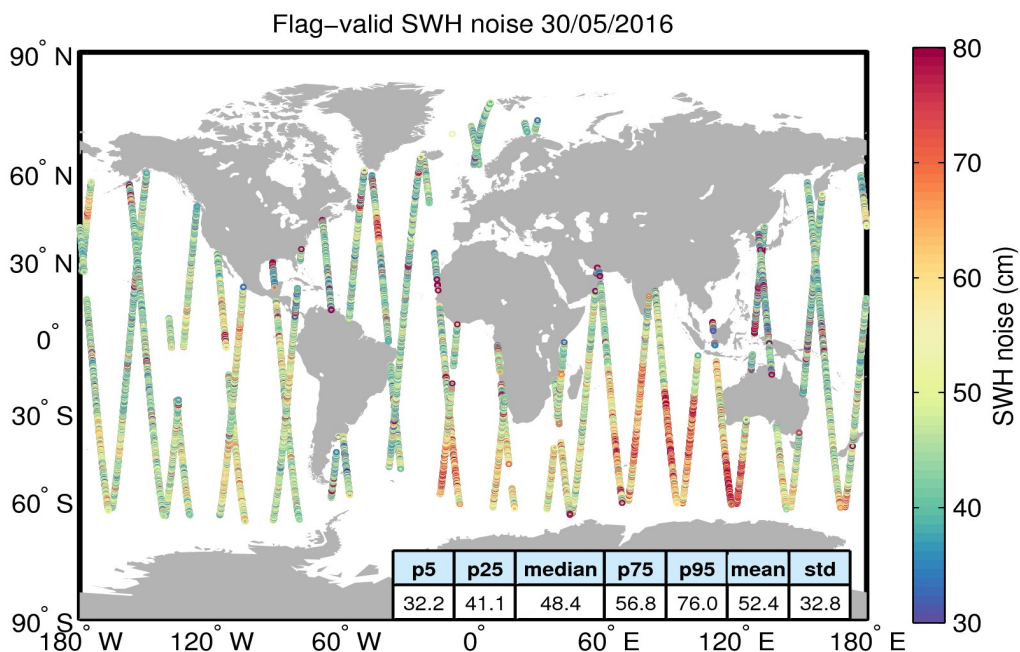 Flag−valid SWH noise 30/05/2016
90° N
60° N
30° N
0°
30° S
60° S
90° S
180° W
120° W
60° W
0°
60° E
120° E
180° E
p5 p25 median p75 p95 mean std
32.2 41.1 48.4 56.8 76.0 52.4 32.8
80
70
60
50
40
30
SWH noise (cm)